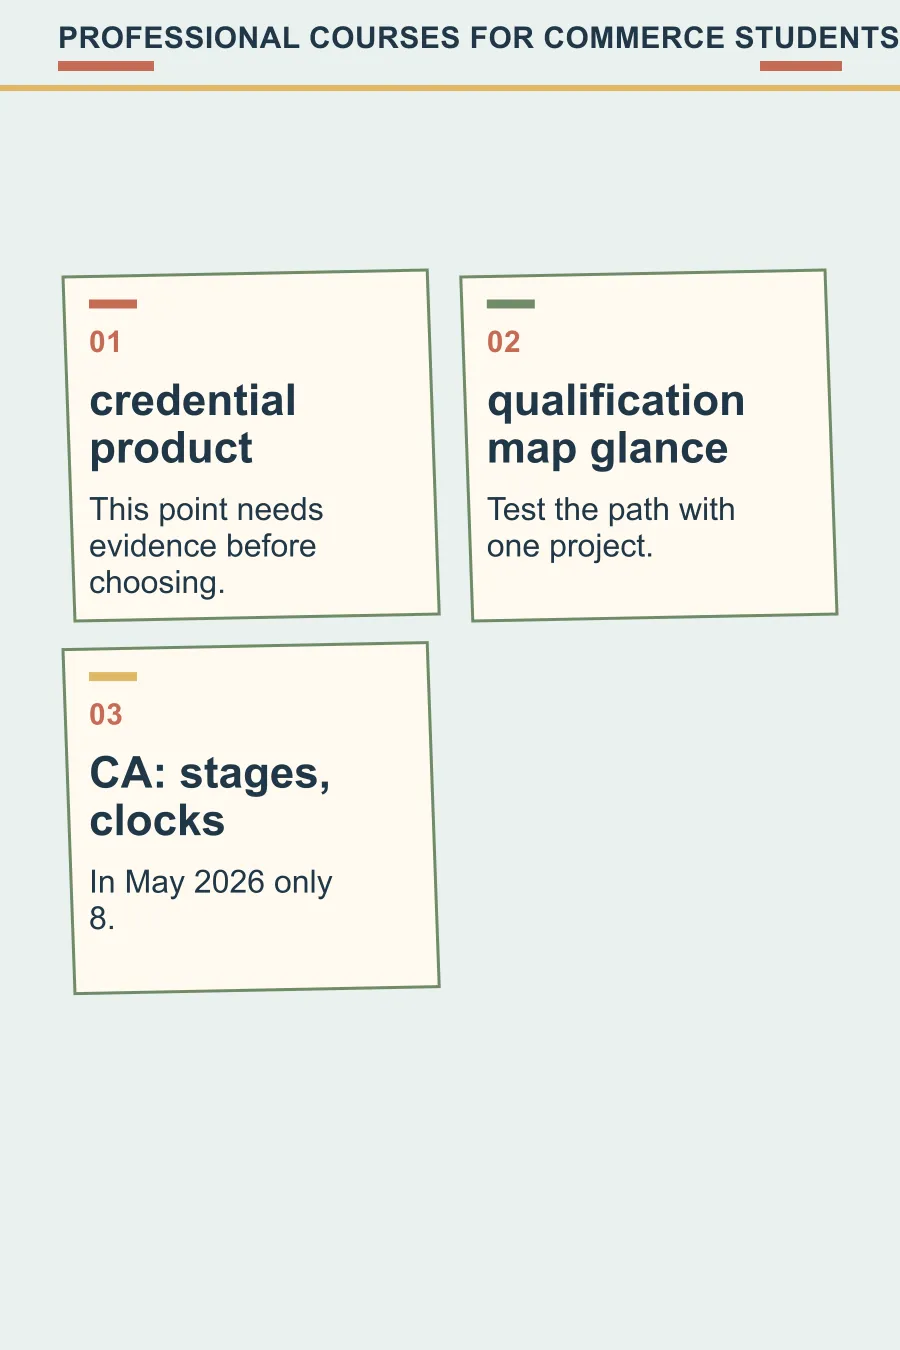 PROFESSIONAL COURSES FOR COMMERCE STUDENTS
01
credential
product
This point needs
evidence before
choosing.
02
qualification
map glance
Test the path with
one project.
03
CA: stages,
clocks
In May 2026 only
8.